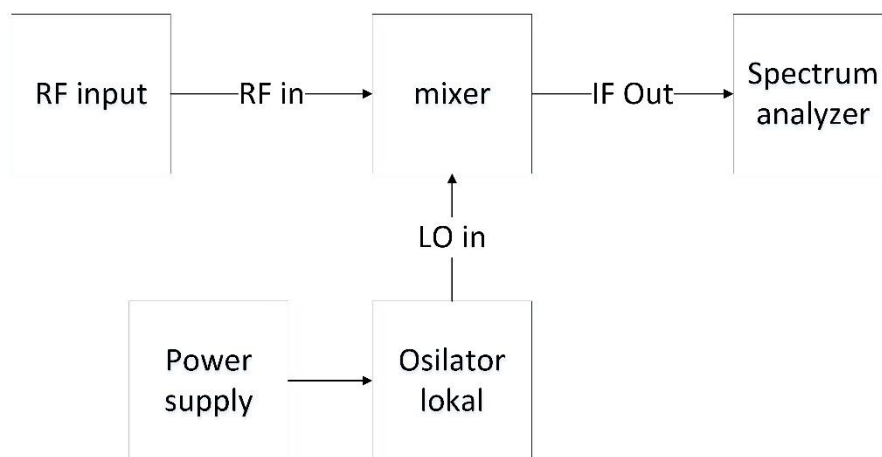 RF input
RF in
mixer
IF Out
Spectrum
analyzer
LO in
Power
supply
Osilator
lokal